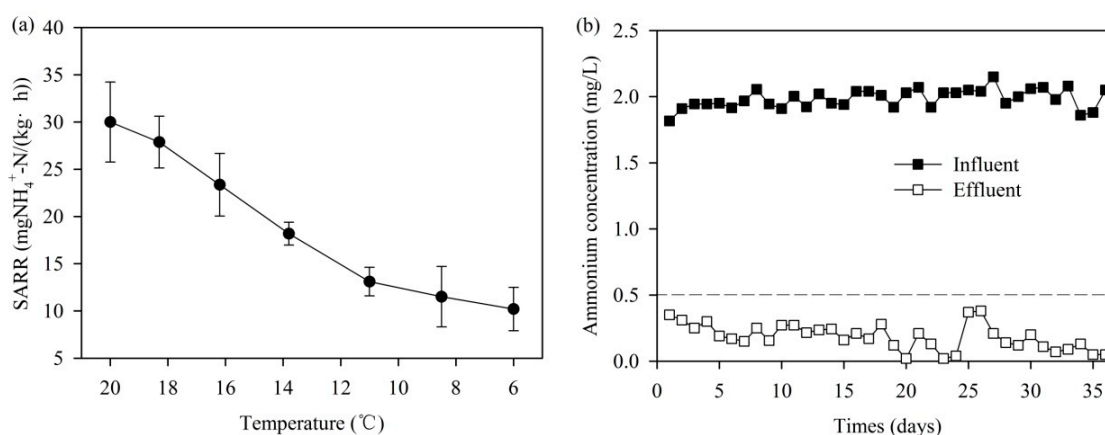 (a)
SARR (mgNH₄⁺-N/(kg· h))
40
35
30
25
20
15
10
5
20 18 16 14 12 10 8 6
Temperature (℃)
(b)
Ammonium concentration (mg/L)
2.5
2.0
1.5
1.0
0.5
0.0
Influent
Effluent
0 5 10 15 20 25 30 35
Times (days)